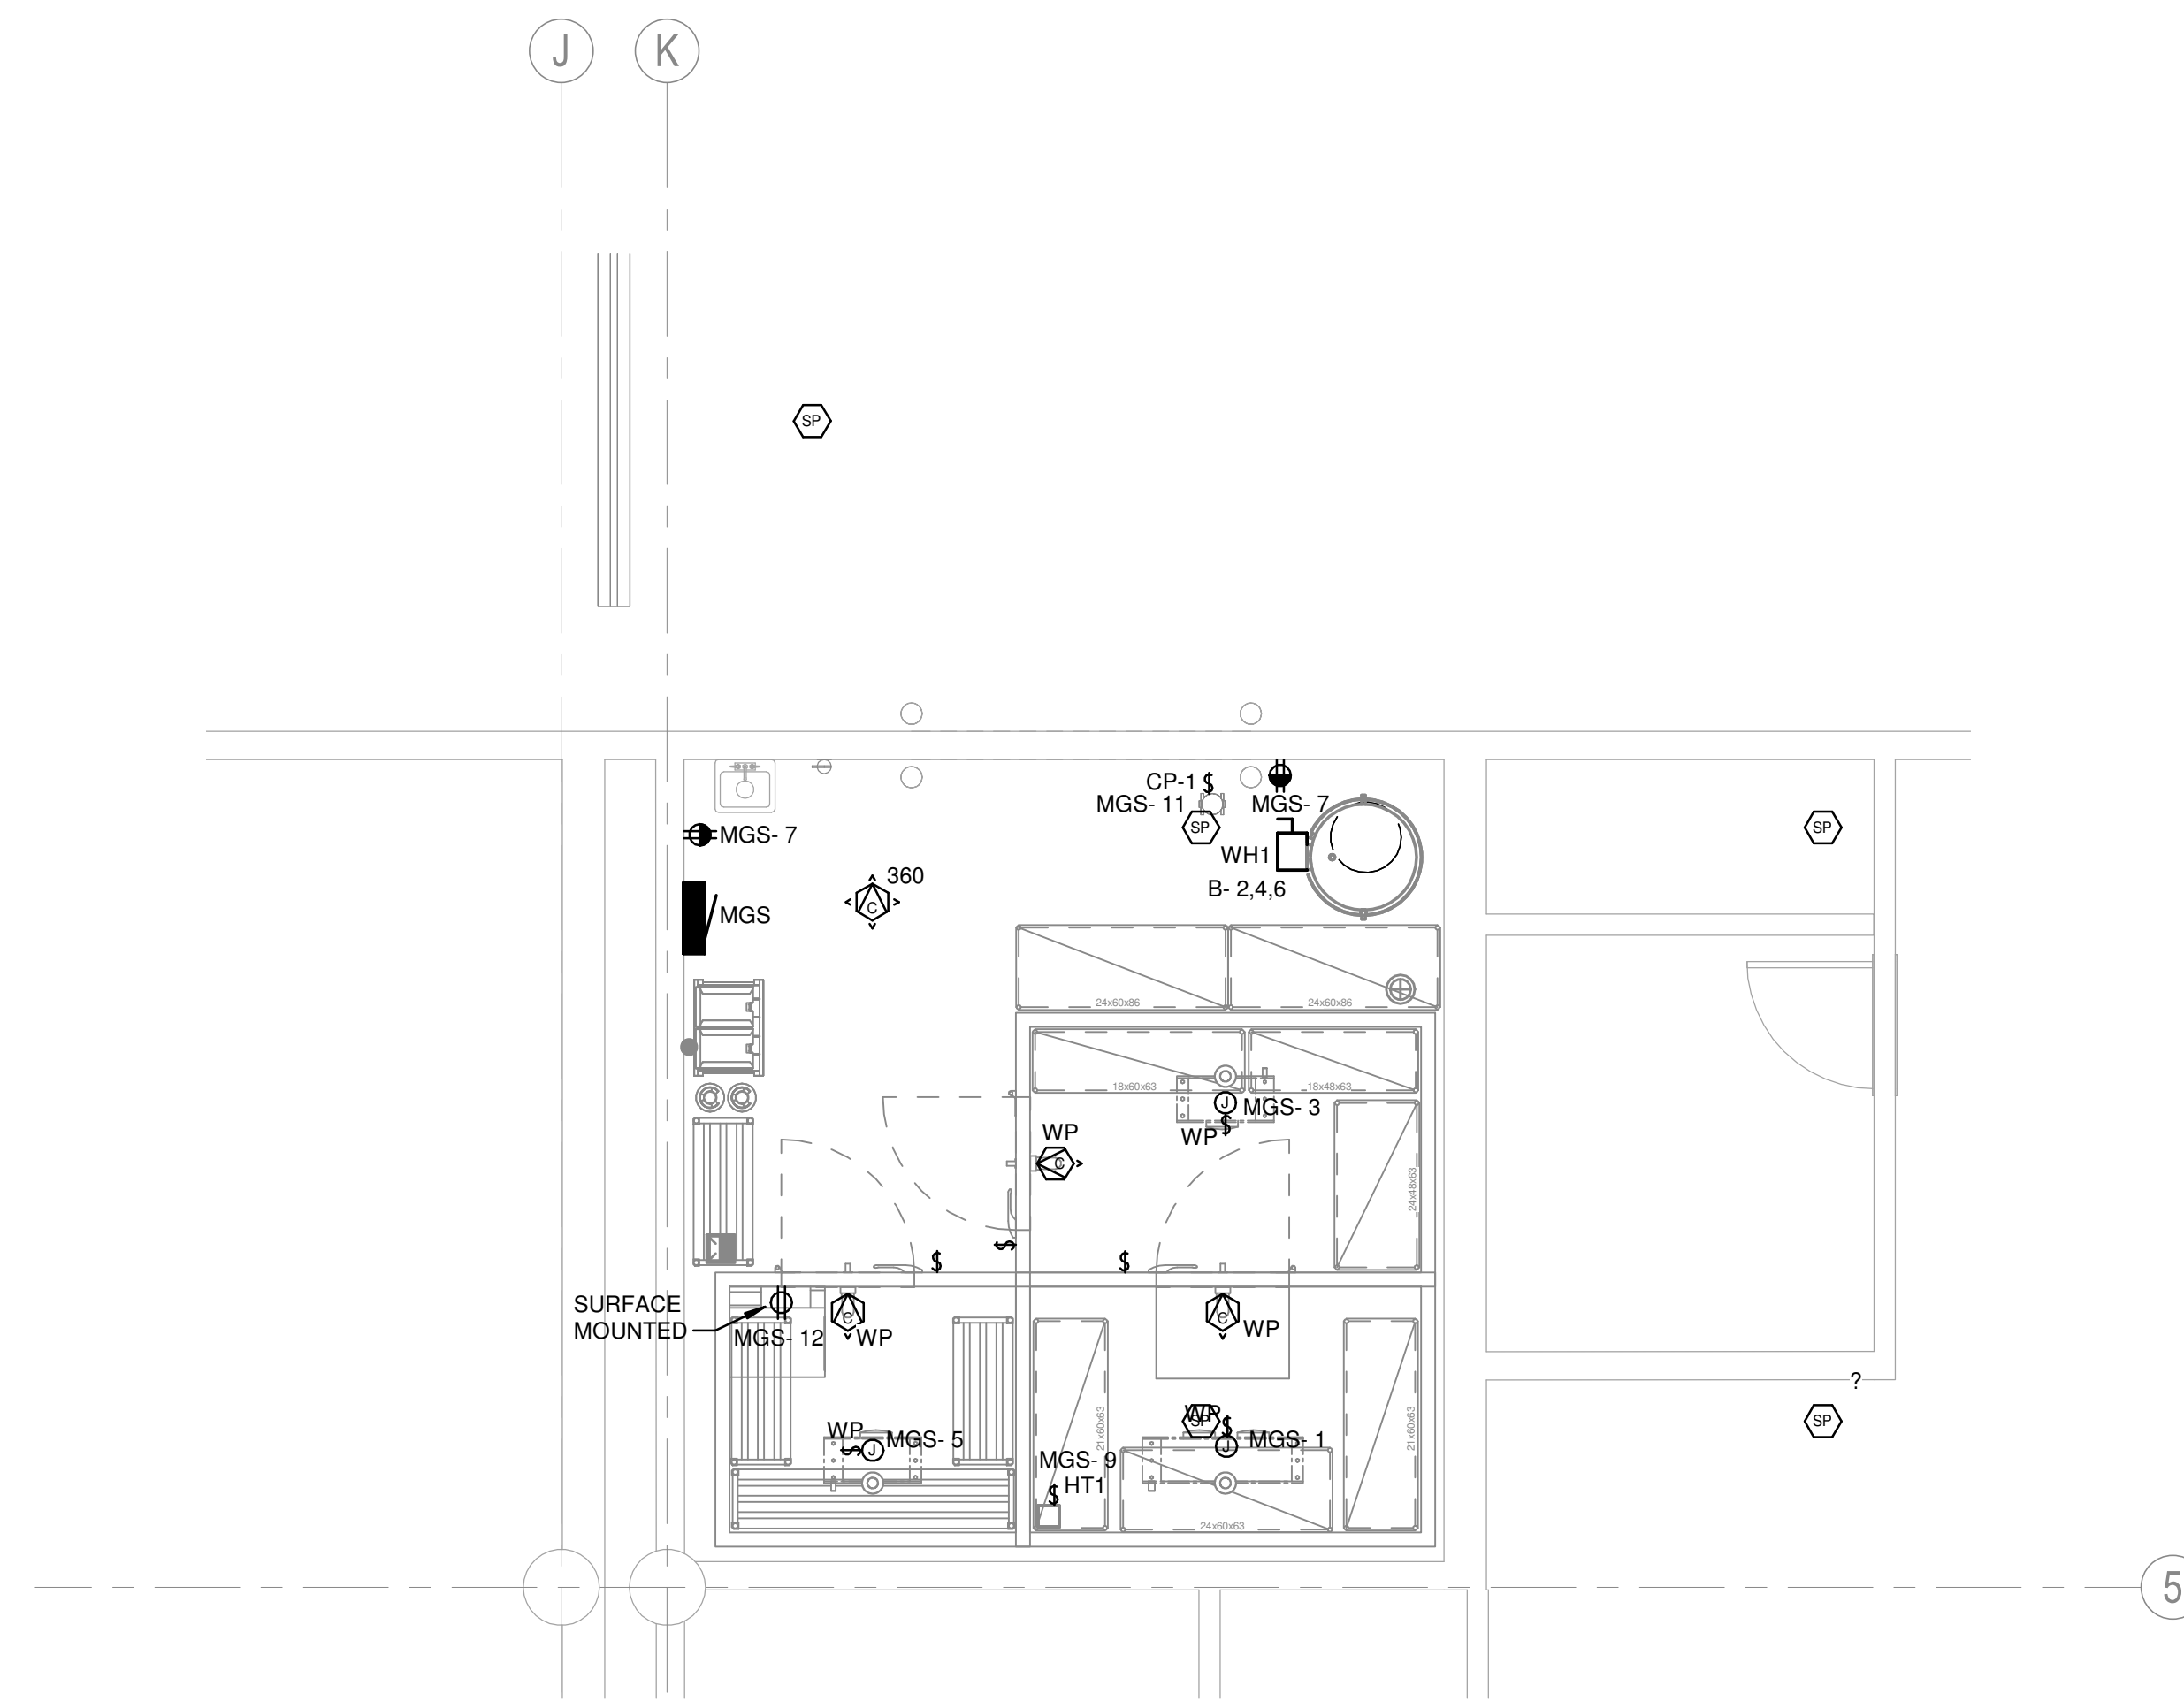 J
K
SP
CP-1 $
MGS- 11
MGS- 7
SP
SP
MGS- 7
WH1
360
C
B- 2,4,6
MGS
24x60x86
24x60x86
18x60x63
18x48x63
J
MGS- 3
$
WP
WP
C
24x48x63
$
$
$
SURFACE
MOUNTED
MGS- 12
C
WP
C
WP
?
WP
$
J
MGS- 5
WP
SP
$
J
MGS- 1
SP
21x60x63
21x60x63
MGS- 9
HT1
$
24x60x63
5